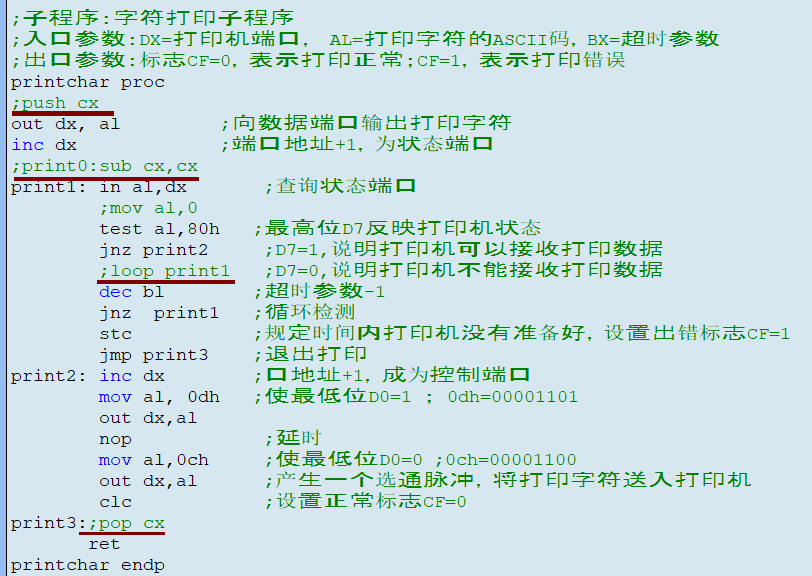 ;子程序:字符打印子程序
;入口参数:DX=打印机端口, AL=打印字符的ASCII码,BX=超时参数
;出口参数:标志CF=0,表示打印正常;CF=1,表示打印错误
printchar proc
;push cx
out dx, al ;向数据端口输出打印字符
inc dx ;端口地址+1,为状态端口
;print0:sub cx,cx
print1: in al,dx ;查询状态端口
;mov al,0
test al,80h ;最高位D7反映打印机状态
jnz print2 ;D7=1,说明打印机可以接收打印数据
;loop print1 ;D7=0,说明打印机不能接收打印数据
dec bl ;超时参数-1
jnz print1 ;循环检测
stc ;规定时间内打印机没有准备好,设置出错标志CF=1
jmp print3 ;退出打印
print2: inc dx ;口地址+1,成为控制端口
mov al, 0dh ;使最低位D0=1 ; 0dh=00001101
out dx,al
nop ;延时
mov al,0ch ;使最低位D0=0 ;0ch=00001100
out dx,al ;产生一个选通脉冲,将打印字符送入打印机
clc ;设置正常标志CF=0
print3:;pop cx
ret
printchar endp